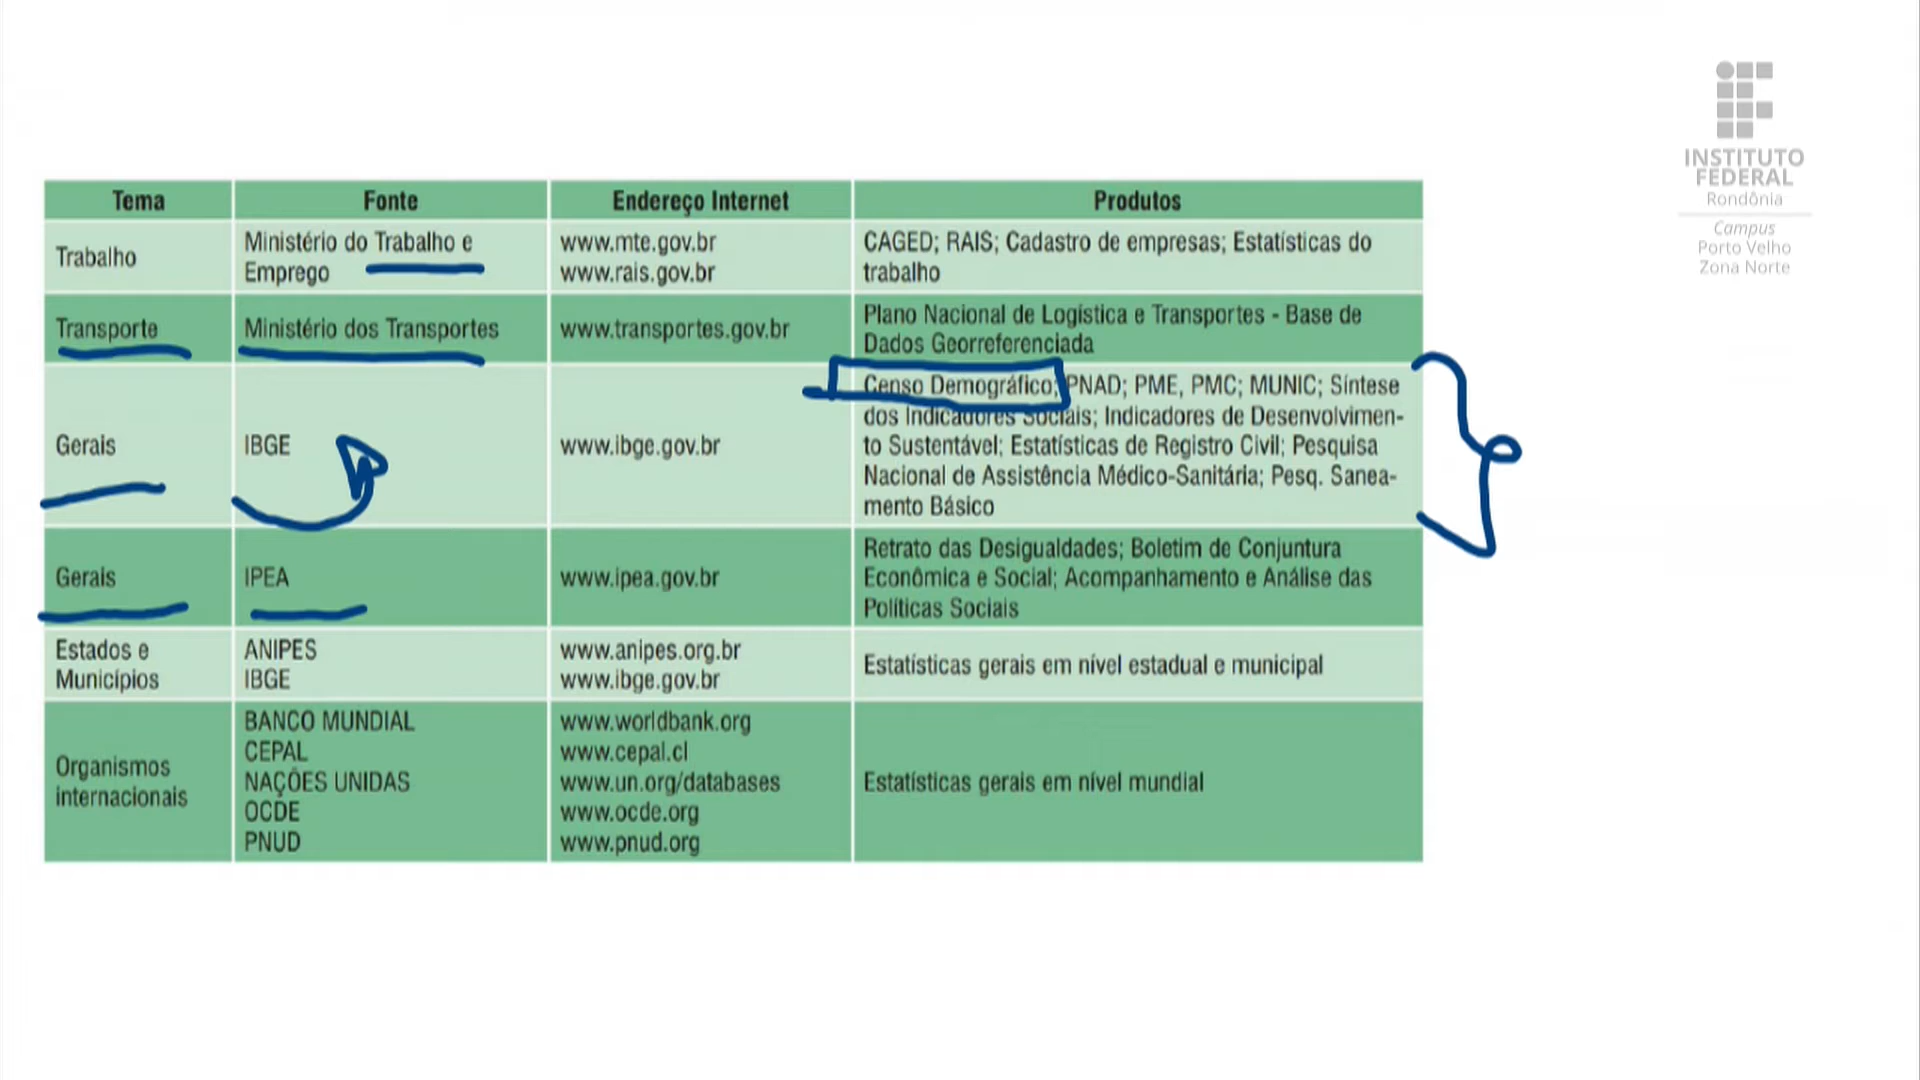 INSTITUTO
FEDERAL
Rondônia
Campus
Porto Velho
Zona Norte
Tema Fonte Endereço Internet Produtos
Trabalho
Ministério do Trabalho e
Emprego
www.mte.gov.br
www.rais.gov.br
CAGED; RAIS; Cadastro de empresas; Estatísticas do
trabalho
Transporte
Ministério dos Transportes
www.transportes.gov.br
Plano Nacional de Logística e Transportes - Base de
Dados Georreferenciada
Gerais
IBGE
www.ibge.gov.br
Censo Demográfico; PNAD; PME, PMC; MUNIC; Síntese
dos Indicadores Sociais; Indicadores de Desenvolvimen-
to Sustentável; Estatísticas de Registro Civil; Pesquisa
Nacional de Assistência Médico-Sanitária; Pesq. Sanea-
mento Básico
Gerais
IPEA
www.ipea.gov.br
Retrato das Desigualdades; Boletim de Conjuntura
Econômica e Social; Acompanhamento e Análise das
Políticas Sociais
Estados e
Municípios
ANIPES
IBGE
www.anipes.org.br
www.ibge.gov.br
Estatísticas gerais em nível estadual e municipal
Organismos
internacionais
BANCO MUNDIAL
CEPAL
NAÇÕES UNIDAS
OCDE
PNUD
www.worldbank.org
www.cepal.cl
www.un.org/databases
www.ocde.org
www.pnud.org
Estatísticas gerais em nível mundial